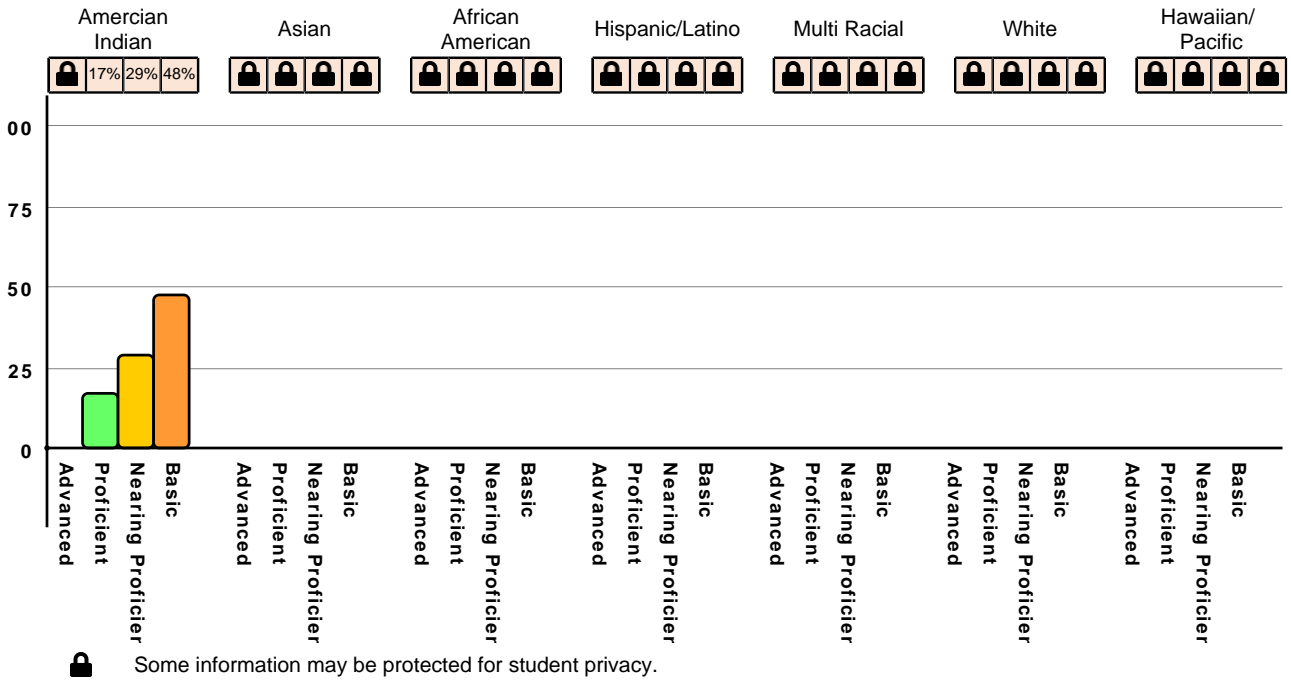 Amercian
Indian
Asian
African
American
Hispanic/Latino
Multi Racial
White
Hawaiian/
Pacific
17% 29% 48%
00
75
50
25
0
Advanced
Proficient
Nearing Proficier
Basic
Advanced
Proficient
Nearing Proficier
Basic
Advanced
Proficient
Nearing Proficier
Basic
Advanced
Proficient
Nearing Proficier
Basic
Advanced
Proficient
Nearing Proficier
Basic
Advanced
Proficient
Nearing Proficier
Basic
Advanced
Proficient
Nearing Proficier
Basic
Some information may be protected for student privacy.